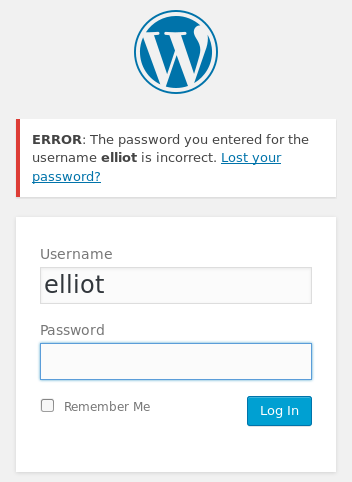 ERROR: The password you entered for the
username elliot is incorrect. Lost your
password?
Username
elliot
Password
Remember Me
Log In